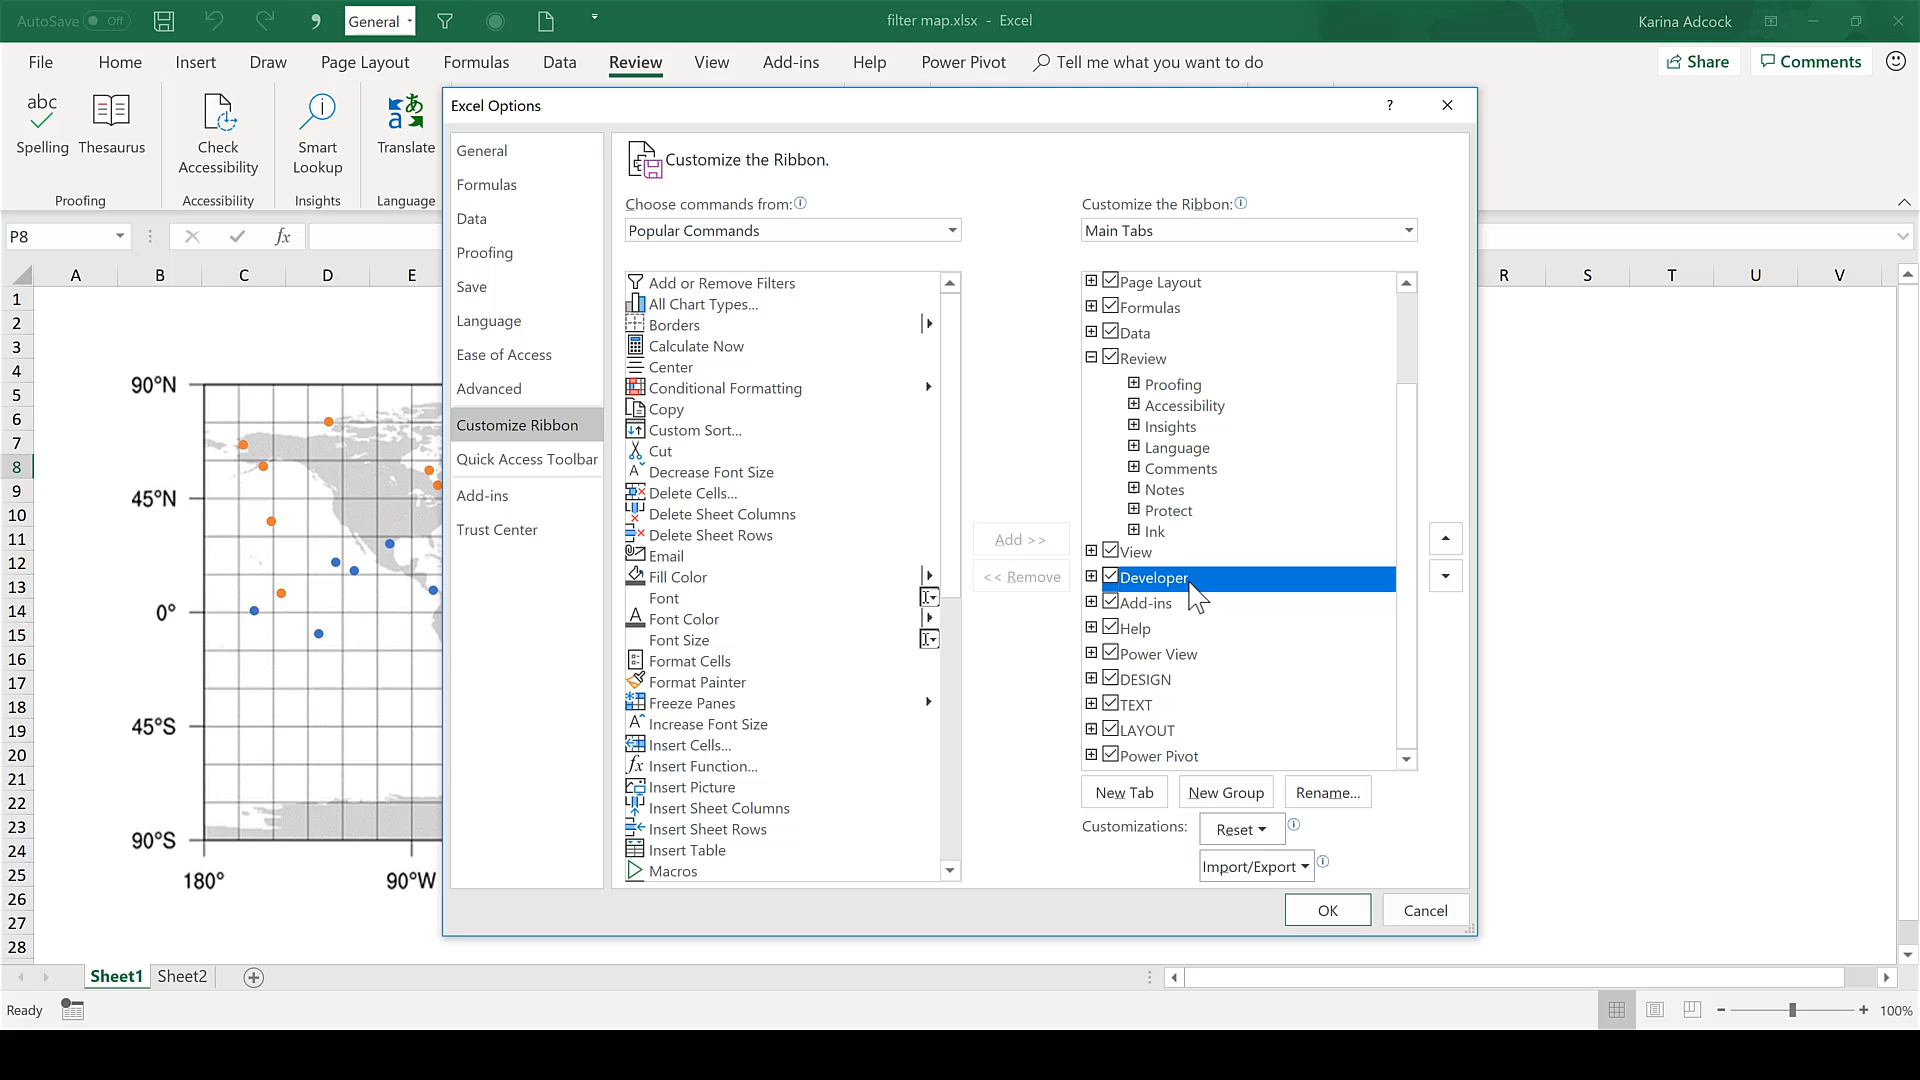 AutoSave Off
General
filter map.xlsx - Excel
Karina Adcock
File Home Insert Draw Page Layout Formulas Data Review View Add-ins Help Power Pivot Tell me what you want to do
Share
Comments
abc
Spelling
Thesaurus
Check Accessibility
Smart Lookup
Translate
Proofing
Accessibility
Insights
Language
P8
fx
A B C D E R S U U V
1
2
3
4
5
6
7
8
9
10
11
12
13
14
15
16
17
18
19
20
21
22
23
24
25
26
27
28
90°N
45°N
0°
45°S
90°S
180°
90°W
Excel Options
?
General
Formulas
Data
Proofing
Save
Language
Ease of Access
Advanced
Customize Ribbon
Quick Access Toolbar
Add-ins
Trust Center
Customize the Ribbon.
Choose commands from:
Popular Commands
Add or Remove Filters
All Chart Types...
Borders
Calculate Now
Center
Conditional Formatting
Copy
Custom Sort...
Cut
Decrease Font Size
Delete Cells...
Delete Sheet Columns
Delete Sheet Rows
Email
Fill Color
Font
Font Color
Font Size
Format Cells
Format Painter
Freeze Panes
Increase Font Size
Insert Cells...
Insert Function...
Insert Picture
Insert Sheet Columns
Insert Sheet Rows
Insert Table
Macros
Add >>
<< Remove
Customize the Ribbon:
Main Tabs
Page Layout
Formulas
Data
Review
Proofing
Accessibility
Insights
Language
Comments
Notes
Protect
Ink
View
Developer
Add-ins
Help
Power View
DESIGN
TEXT
LAYOUT
Power Pivot
New Tab
New Group
Rename...
Customizations:
Reset
Import/Export
OK
Cancel
Sheet1
Sheet2
Ready
100%